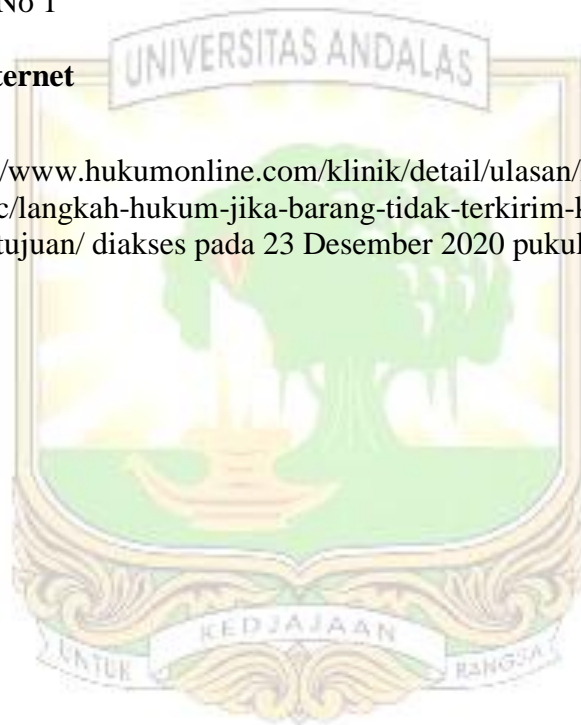 No 1
UNIVERSITAS ANDALAS
ternet
/www.hukumonline.com/klinik/detail/ulasan/
c/langkah-hukum-jika-barang-tidak-terkirim-k
tujuan/ diakses pada 23 Desember 2020 pukul
KEDJAJAAN
UNTUK BANGSA